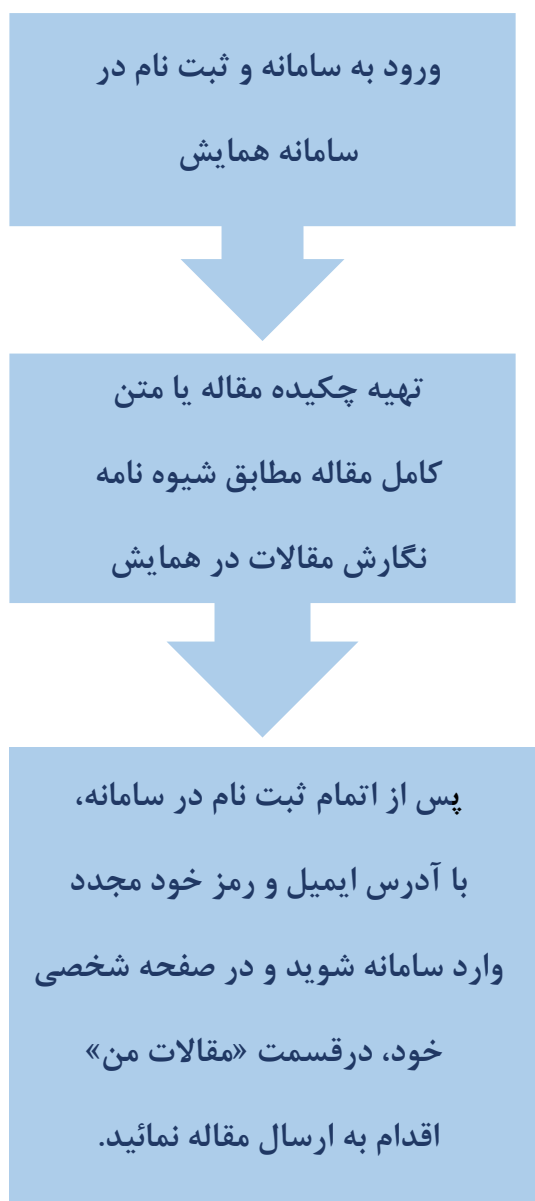 ورود به سامانه و ثبت نام در
سامانه همایش
تهیه چکیده مقاله یا متن
کامل مقاله مطابق شیوه نامه
نگارش مقالات در همایش
پس از اتمام ثبت نام در سامانه،
با آدرس ایمیل و رمز خود مجدد
وارد سامانه شوید و در صفحه شخصی
خود، درقسمت «مقالات من»
اقدام به ارسال مقاله نمائید.